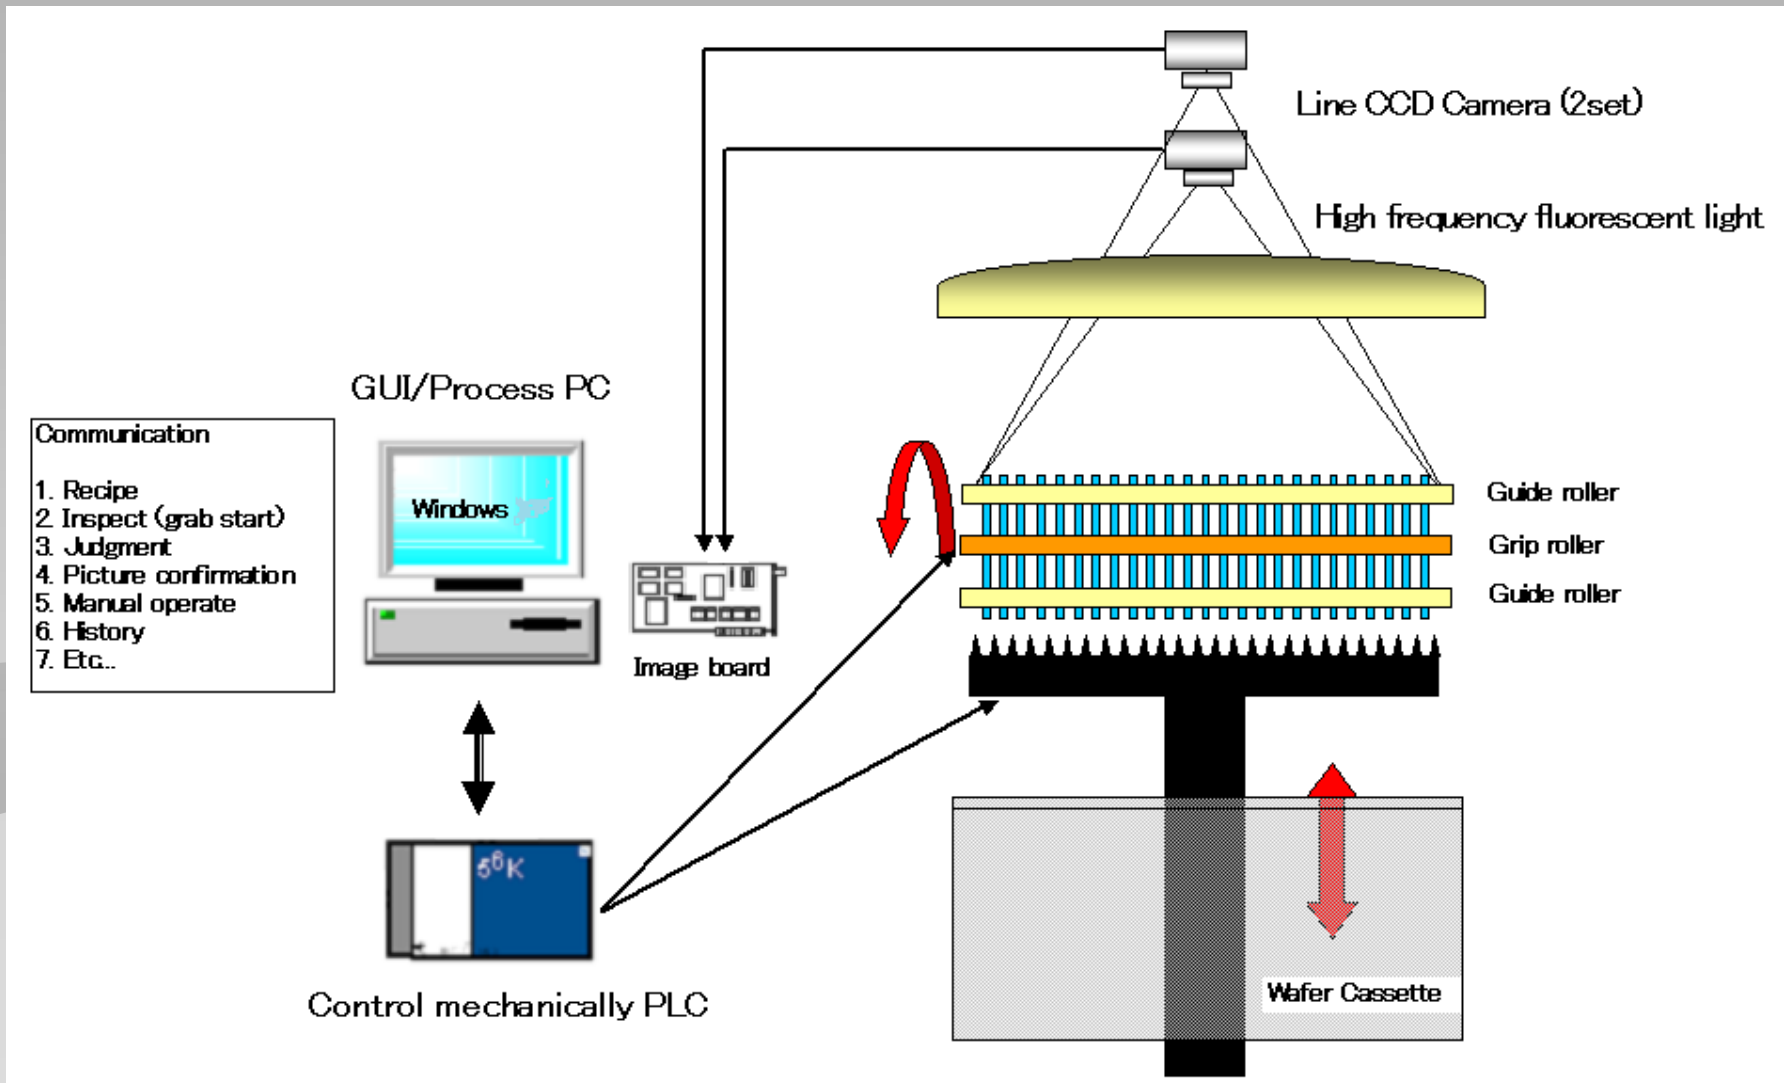 Line CCD Camera (2set)
High frequency fluorescent light
GUI/Process PC
Communication
1. Recipe
2. Inspect (grab start)
3. Judgment
4. Picture confirmation
5. Manual operate
6. History
7. Etc...
Windows
Image board
Guide roller
Grip roller
Guide roller
5⁶K
Control mechanically PLC
Wafer Cassette